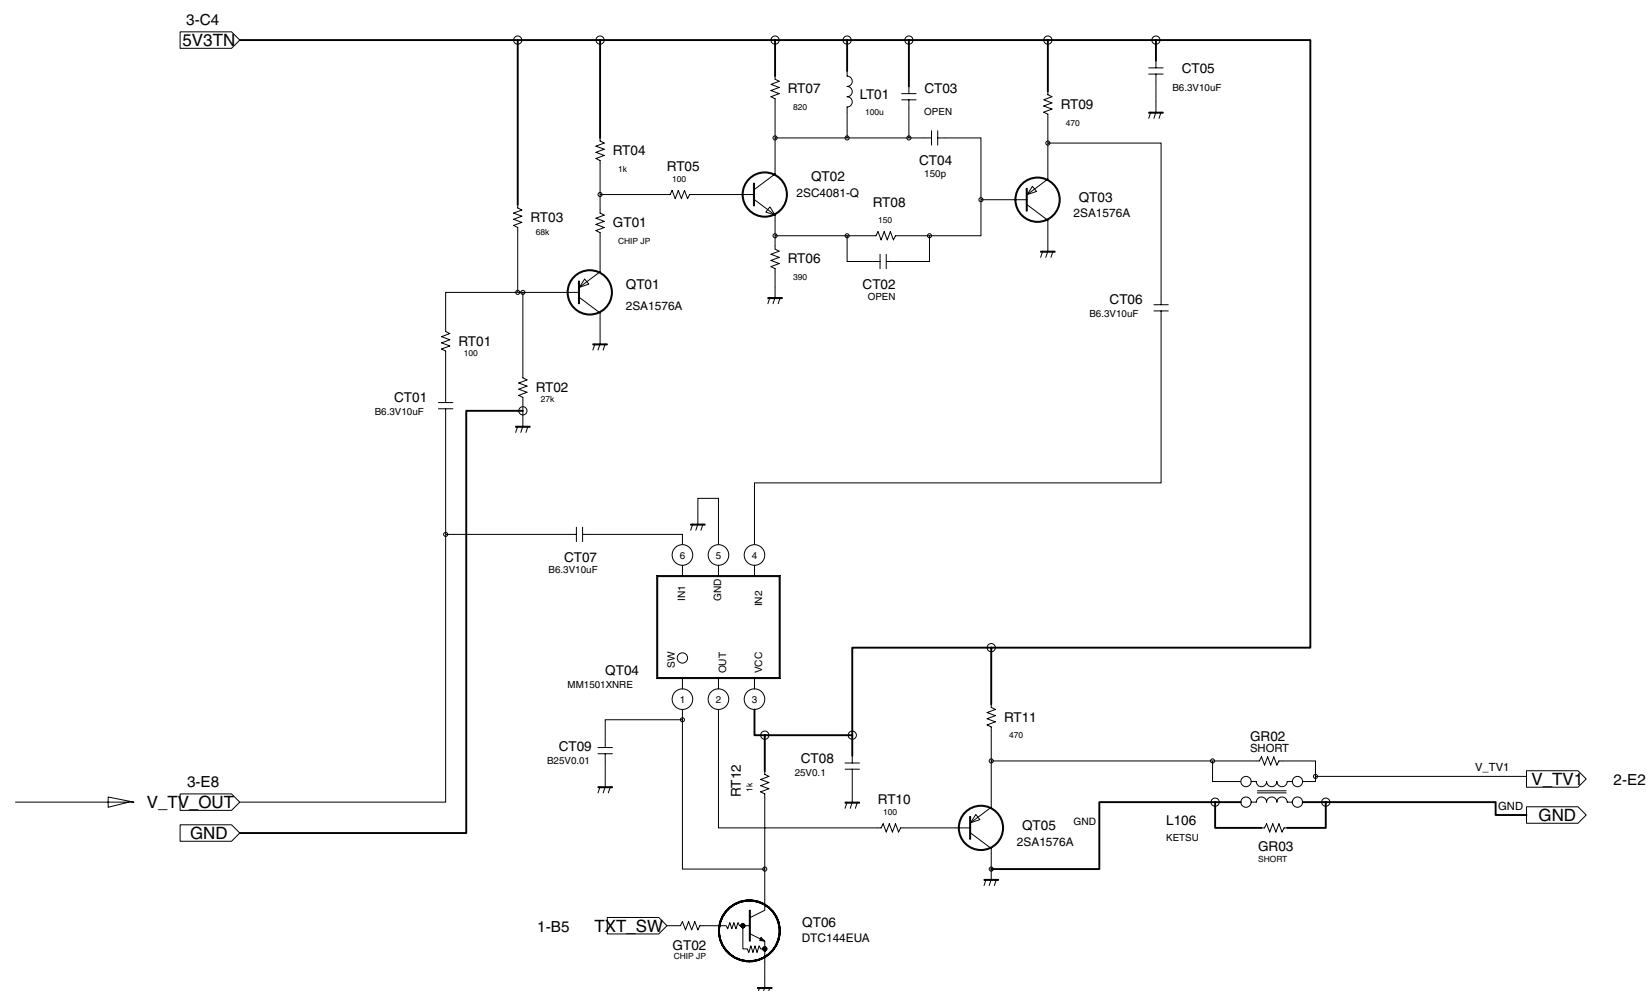 3-C4
5V3TN
RT07
820
LT01
100u
CT03
OPEN
RT09
470
CT05
B6.3V10uF
RT04
1k
RT05
100
QT02
2SC4081-Q
CT04
150p
RT03
68k
GT01
CHIP JP
RT08
150
QT03
2SA1576A
RT06
390
CT02
OPEN
QT01
2SA1576A
CT06
B6.3V10uF
RT01
100
RT02
27k
CT01
B6.3V10uF
CT07
B6.3V10uF
6
5
4
IN1
GND
IN2
SW
OUT
VCC
QT04
MM1501XNRE
1
2
3
RT11
470
CT09
B25V0.01
RT12
1k
CT08
25V0.1
GR02
SHORT
V_TV1
V_TV1
2-E2
3-E8
V_TV_OUT
GND
RT10
100
QT05
2SA1576A
GND
L106
KETSU
GR03
SHORT
GND
GND
1-B5
TXT_SW
GT02
CHIP JP
QT06
DTC144EUA